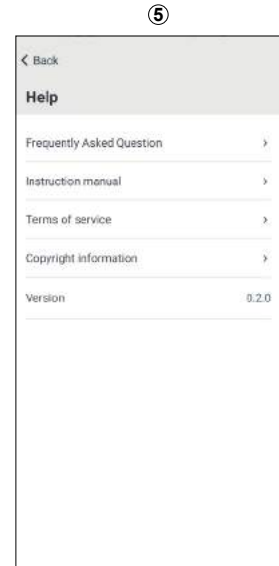 ⑤
< Back
Help
Frequently Asked Question >
Instruction manual >
Terms of service >
Copyright information >
Version 0.2.0